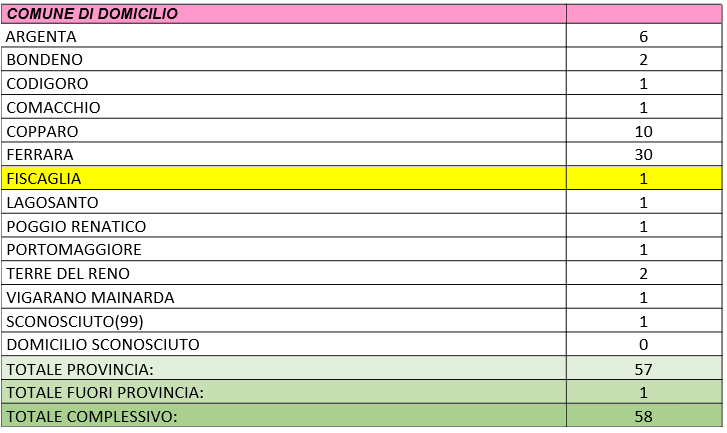 COMUNE DI DOMICILIO
ARGENTA 6
BONDENO 2
CODIGORO 1
COMACCHIO 1
COPPARO 10
FERRARA 30
FISCAGLIA 1
LAGOSANTO 1
POGGIO RENATICO 1
PORTOMAGGIORE 1
TERRE DEL RENO 2
VIGARANO MAINARDA 1
SCONOSCIUTO(99) 1
DOMICILIO SCONOSCIUTO 0
TOTALE PROVINCIA: 57
TOTALE FUORI PROVINCIA: 1
TOTALE COMPLESSIVO: 58